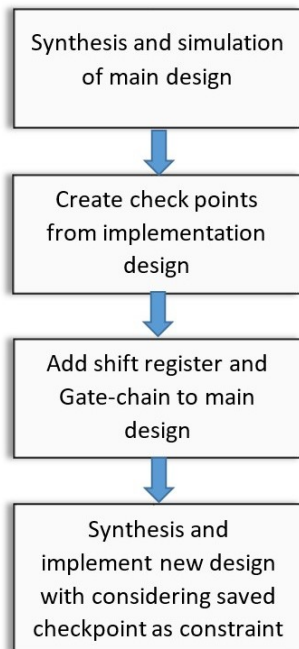 Synthesis and simulation
of main design
Create check points
from implementation
design
Add shift register and
Gate-chain to main
design
Synthesis and
implement new design
with considering saved
checkpoint as constraint